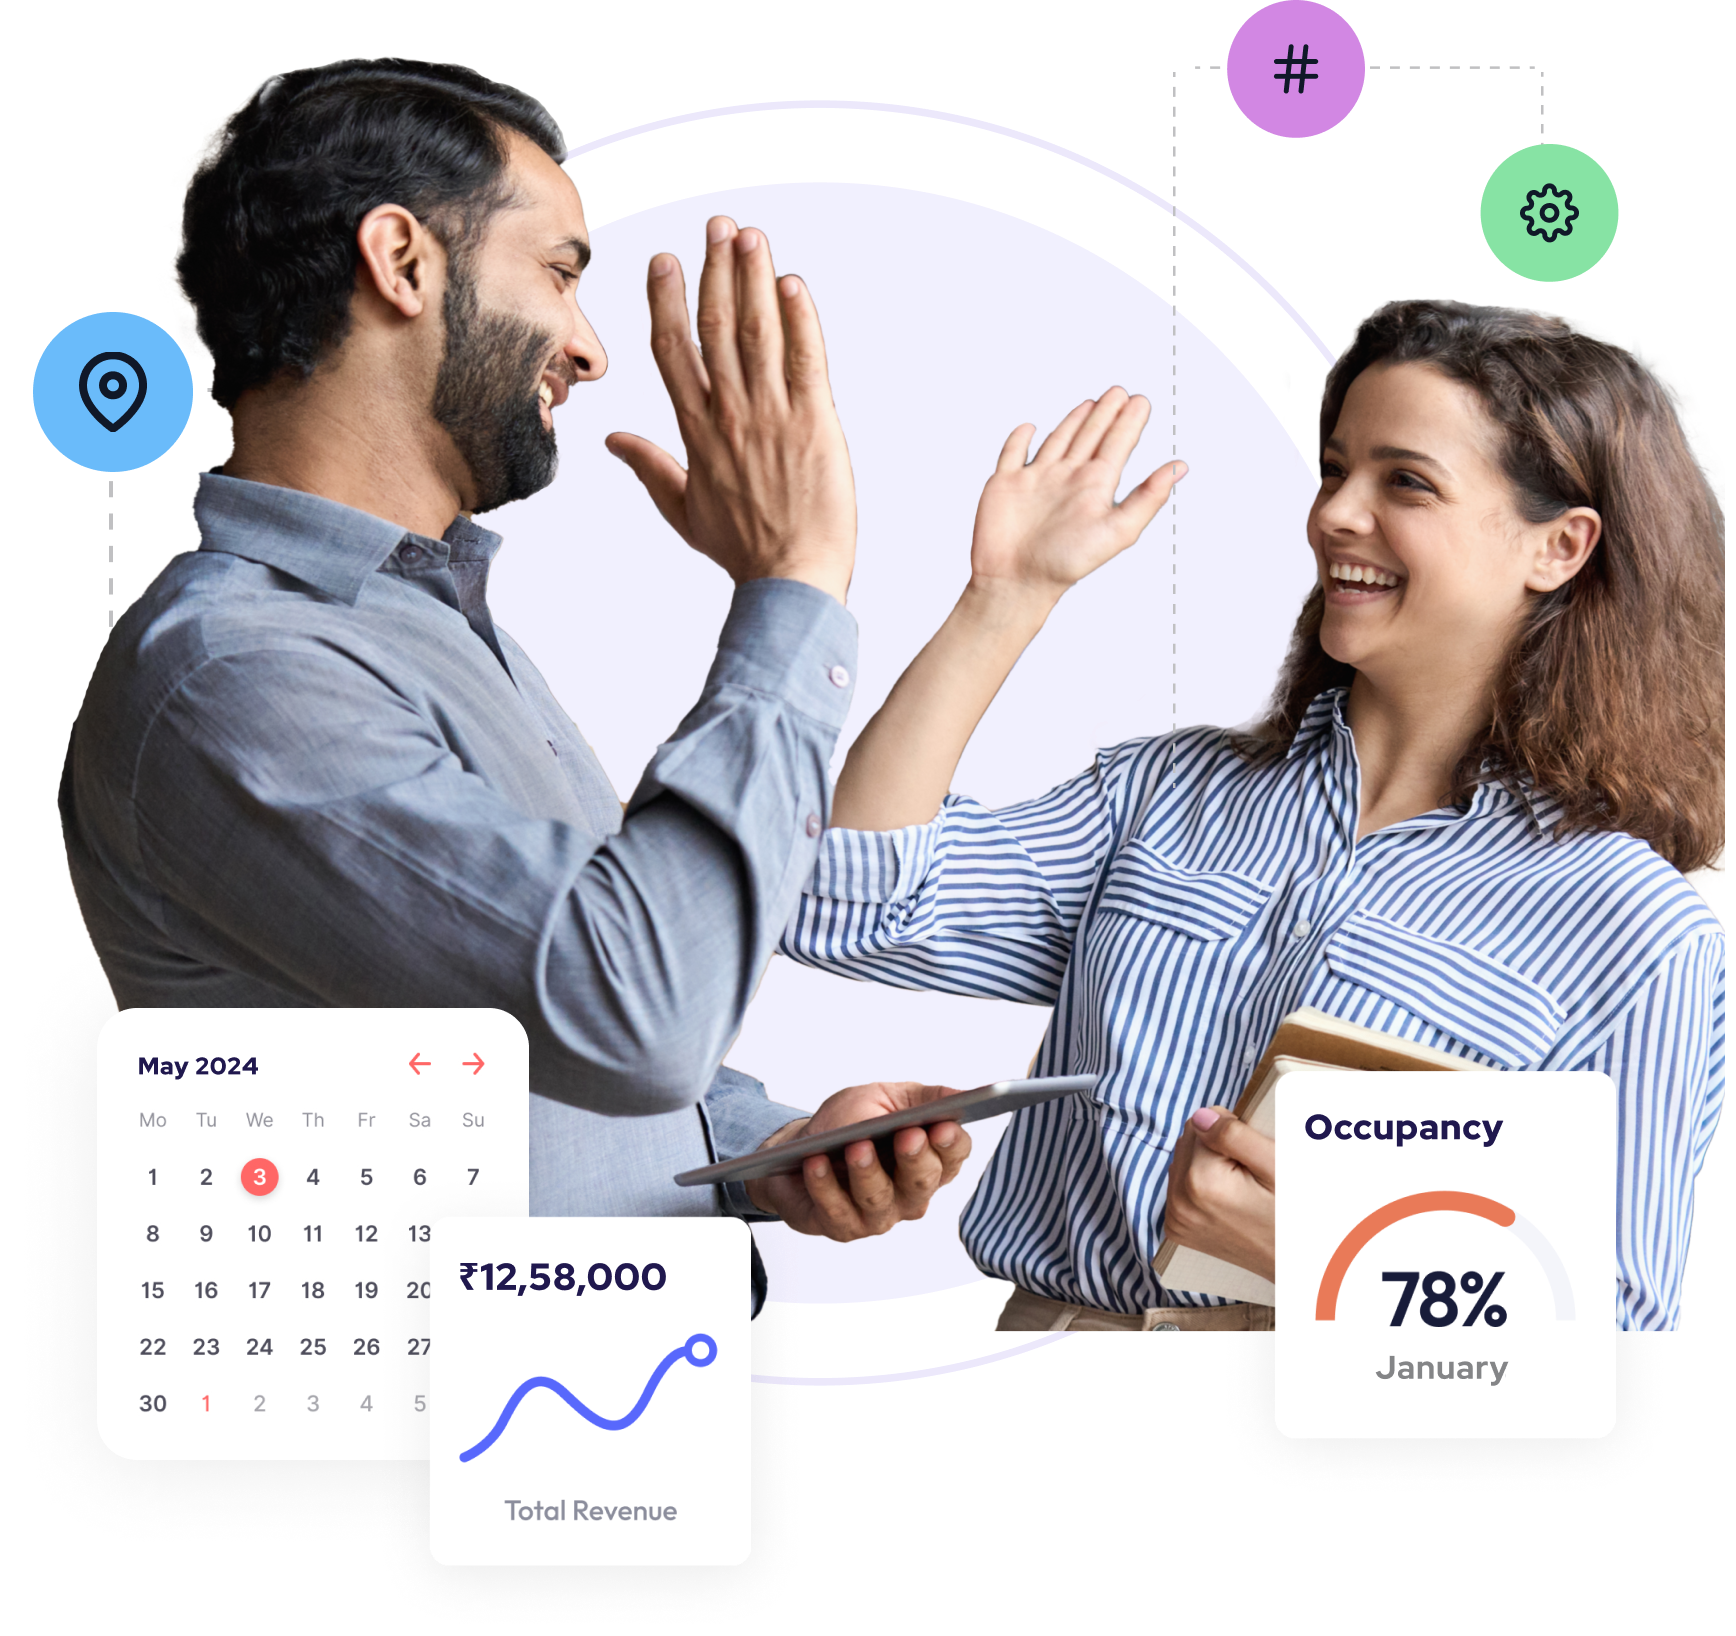 #
May 2024
Mo Tu We Th Fr Sa Su
1 2 3 4 5 6 7
8 9 10 11 12 13
15 16 17 18 19 20
22 23 24 25 26 27
30 1 2 3 4 5
₹12,58,000
Total Revenue
Occupancy
78%
January